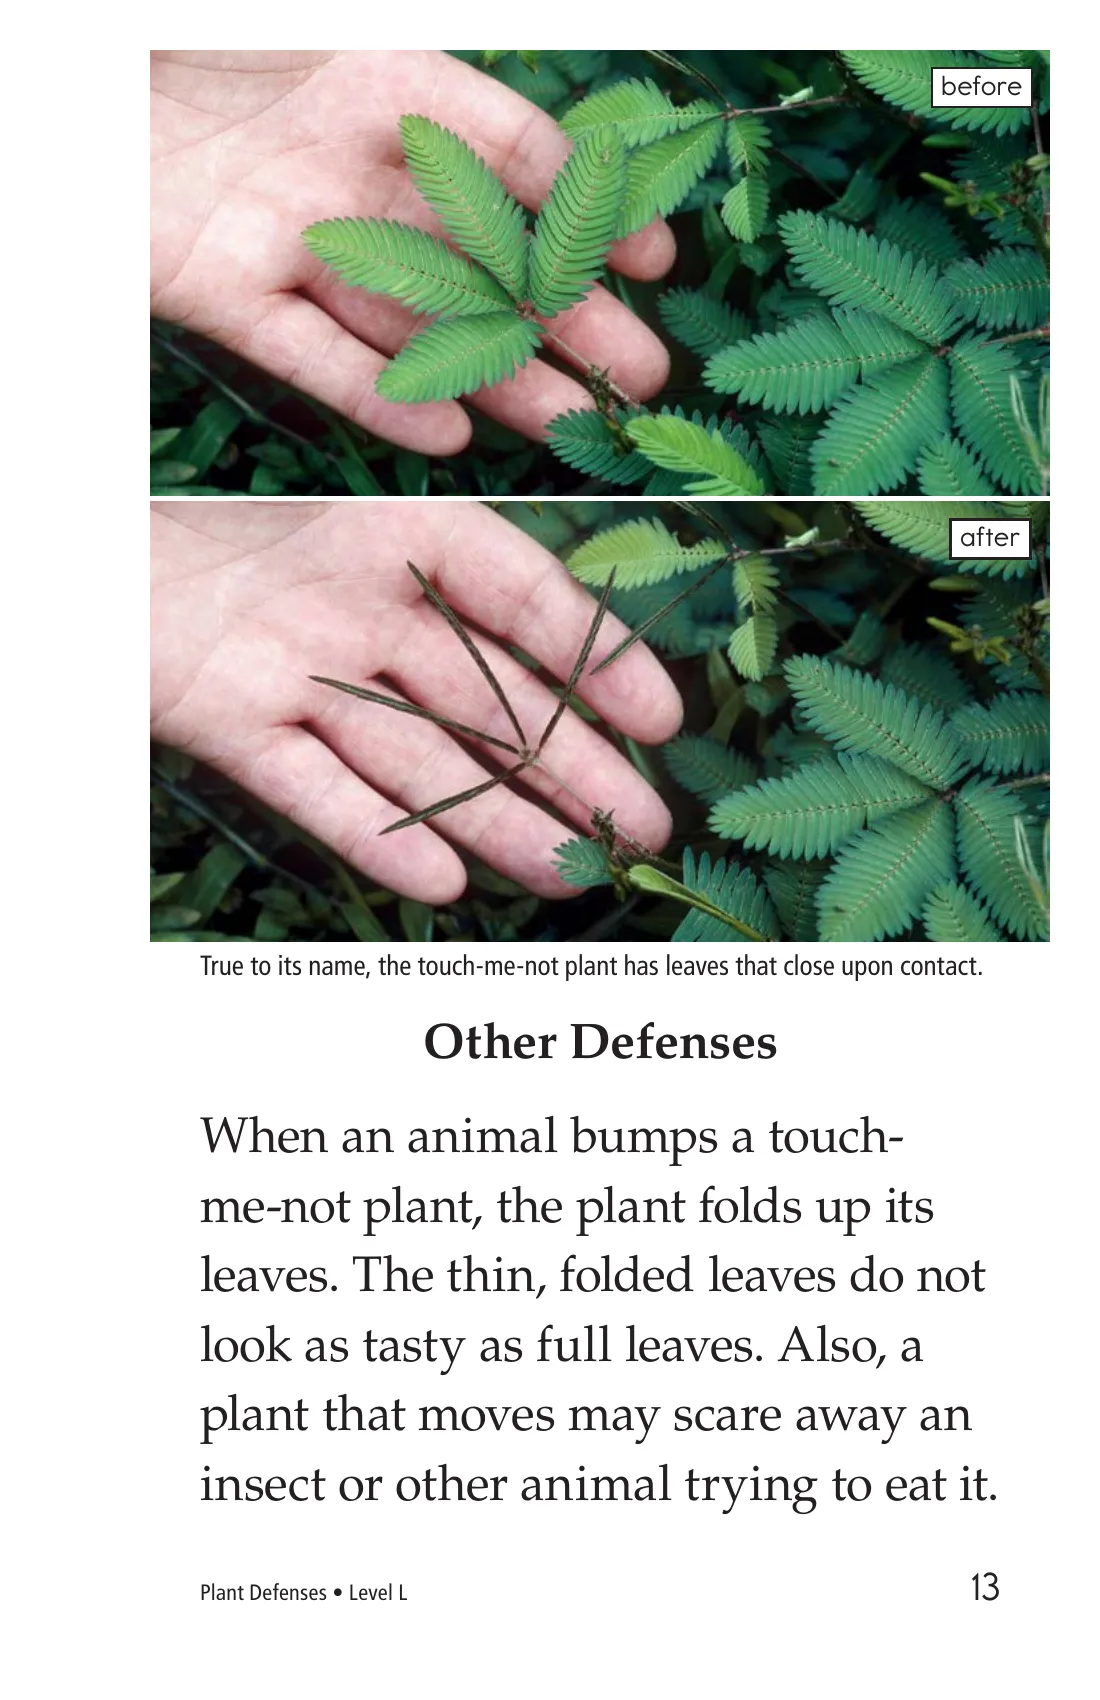 before
after
True to its name, the touch-me-not plant has leaves that close upon contact.
Other Defenses
When an animal bumps a touch-
me-not plant, the plant folds up its
leaves. The thin, folded leaves do not
look as tasty as full leaves. Also, a
plant that moves may scare away an
insect or other animal trying to eat it.
Plant Defenses • Level L
13